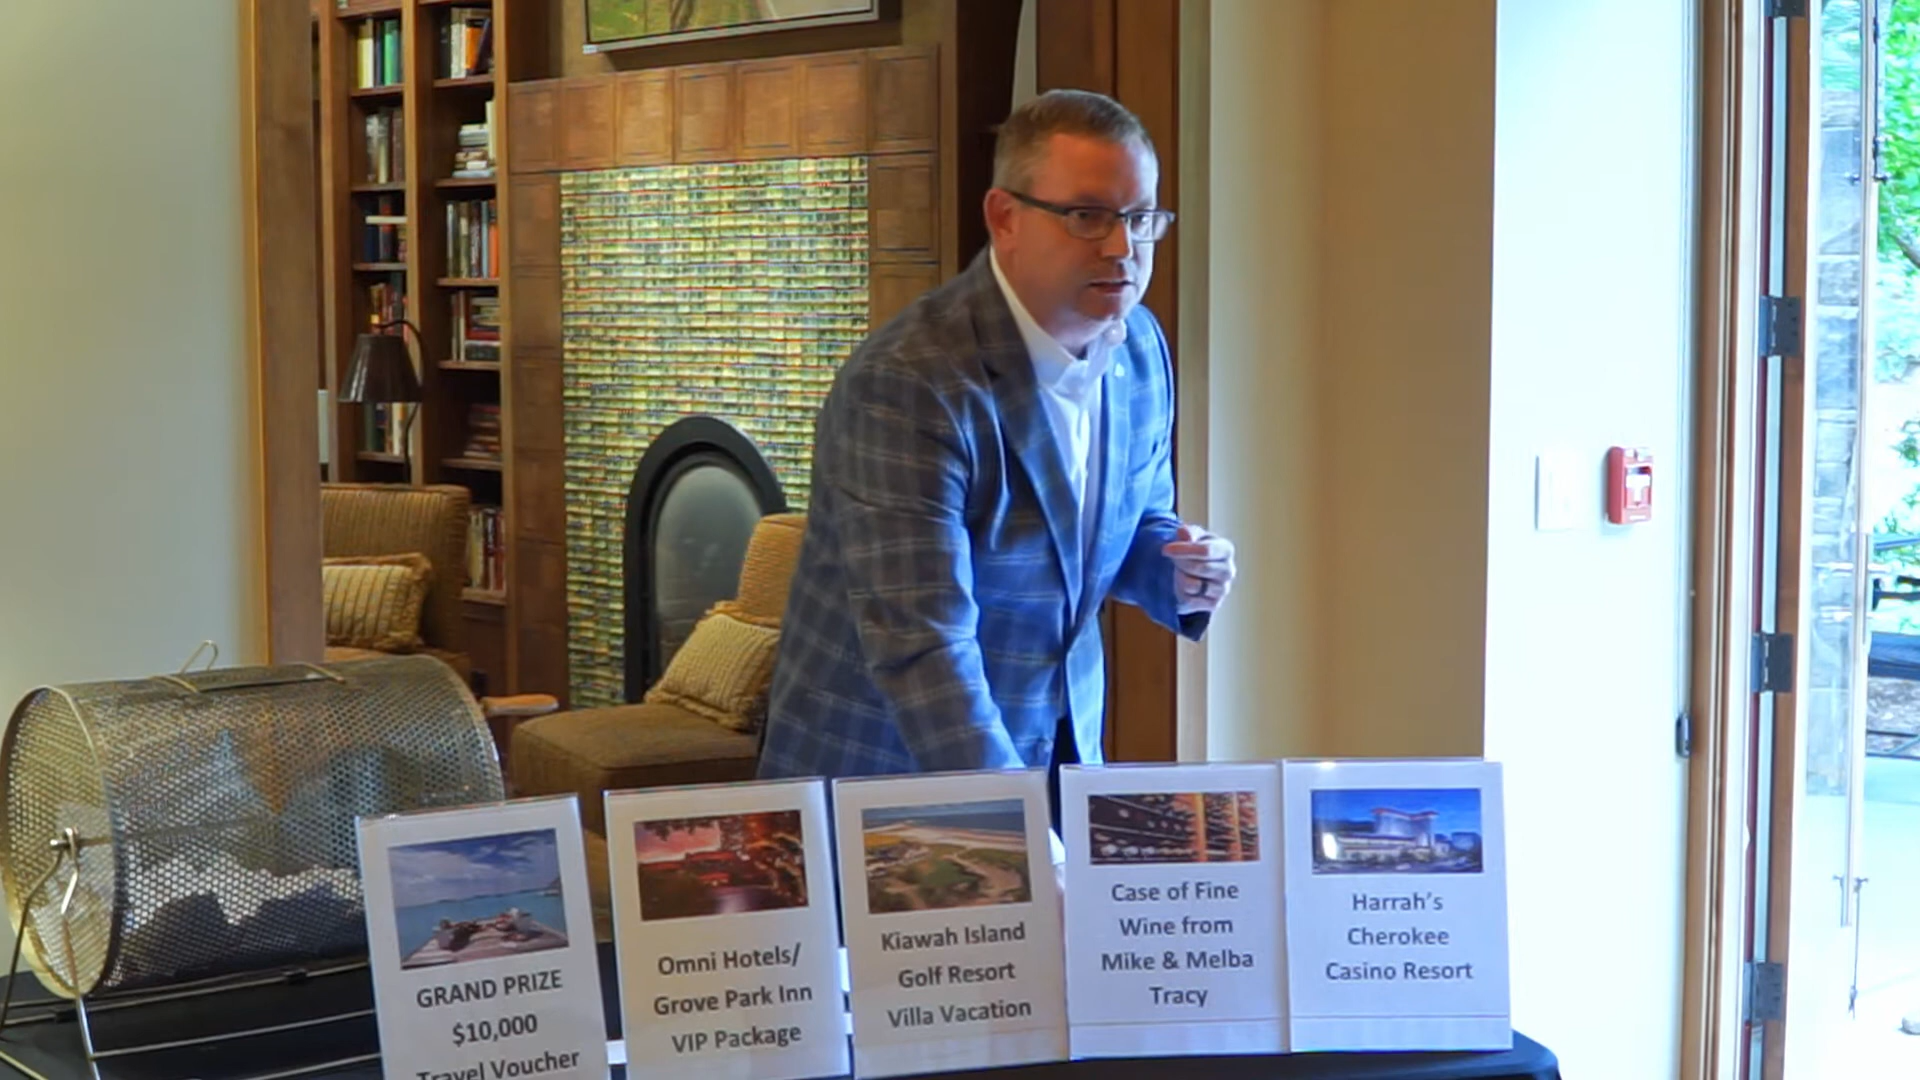 GRAND PRIZE
$10,000
Travel Voucher
Omni Hotels/
Grove Park Inn
VIP Package
Kiawah Island
Golf Resort
Villa Vacation
Case of Fine
Wine from
Mike & Melba
Tracy
Harrah's
Cherokee
Casino Resort